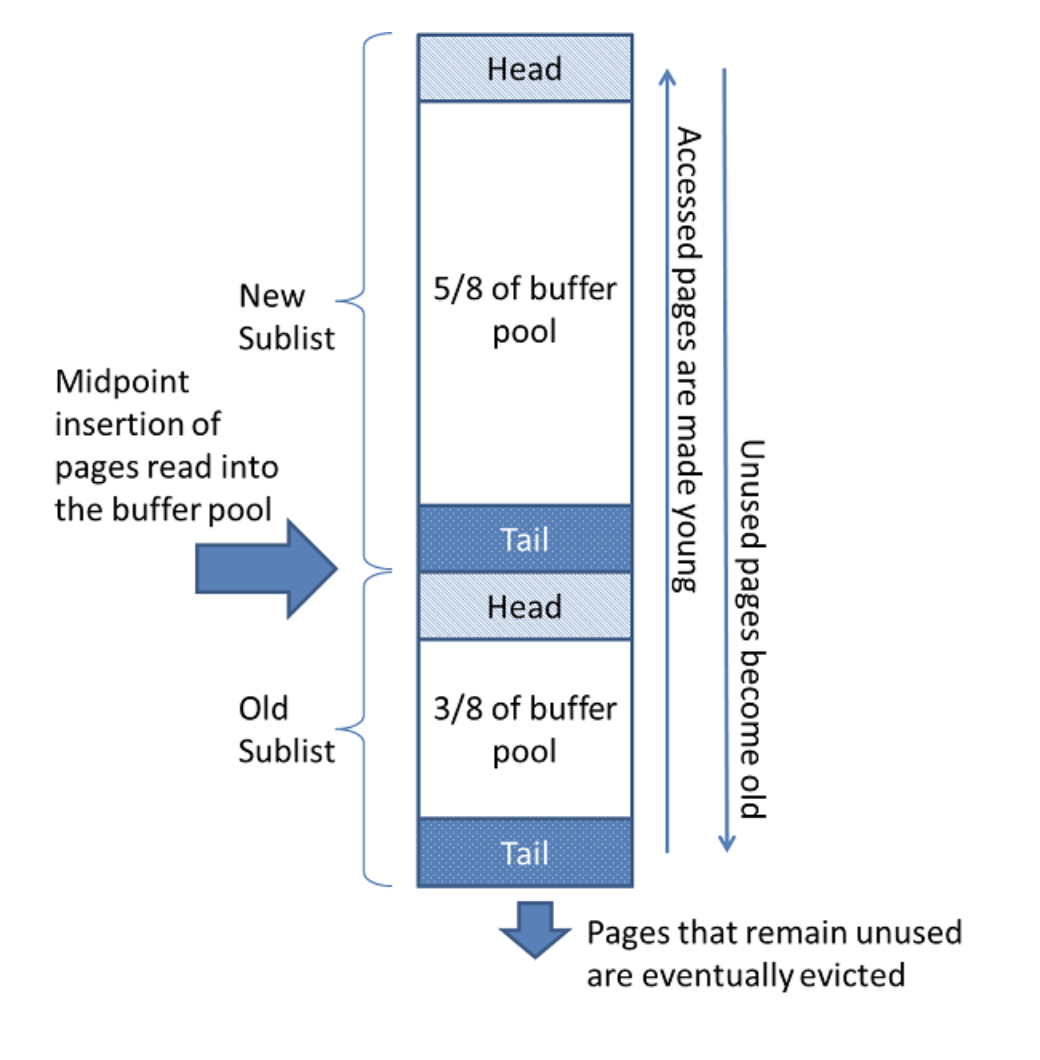 Head
5/8 of buffer
pool
New
Sublist
Midpoint
insertion of
pages read into
the buffer pool
Tail
Head
Old
Sublist
3/8 of buffer
pool
Tail
Accessed pages are made young
Unused pages become old
Pages that remain unused
are eventually evicted